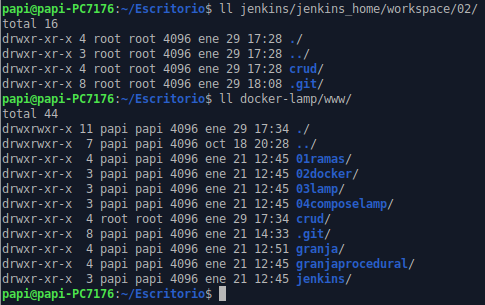 papi@papi-PC7176:~/Escritorio$ ll jenkins/jenkins_home/workspace/02/
total 16
drwxr-xr-x 4 root root 4096 ene 29 17:28 ./
drwxr-xr-x 3 root root 4096 ene 29 17:28 ../
drwxr-xr-x 4 root root 4096 ene 29 17:28 crud/
drwxr-xr-x 8 root root 4096 ene 29 18:08 .git/
papi@papi-PC7176:~/Escritorio$ ll docker-lamp/www/
total 44
drwxrwxr-x 11 papi papi 4096 ene 29 17:34 ./
drwxrwxr-x  7 papi papi 4096 oct 18 20:28 ../
drwxr-xr-x  4 papi papi 4096 ene 21 12:45 01ramas/
drwxr-xr-x  3 papi papi 4096 ene 21 12:45 02docker/
drwxr-xr-x  3 papi papi 4096 ene 21 12:45 03lamp/
drwxr-xr-x  3 papi papi 4096 ene 21 12:45 04composelamp/
drwxr-xr-x  4 root root 4096 ene 29 17:34 crud/
drwxr-xr-x  8 papi papi 4096 ene 21 14:33 .git/
drwxr-xr-x  4 papi papi 4096 ene 21 12:51 granja/
drwxr-xr-x  4 papi papi 4096 ene 21 12:45 granjaprocedural/
drwxr-xr-x  3 papi papi 4096 ene 21 12:45 jenkins/
papi@papi-PC7176:~/Escritorio$